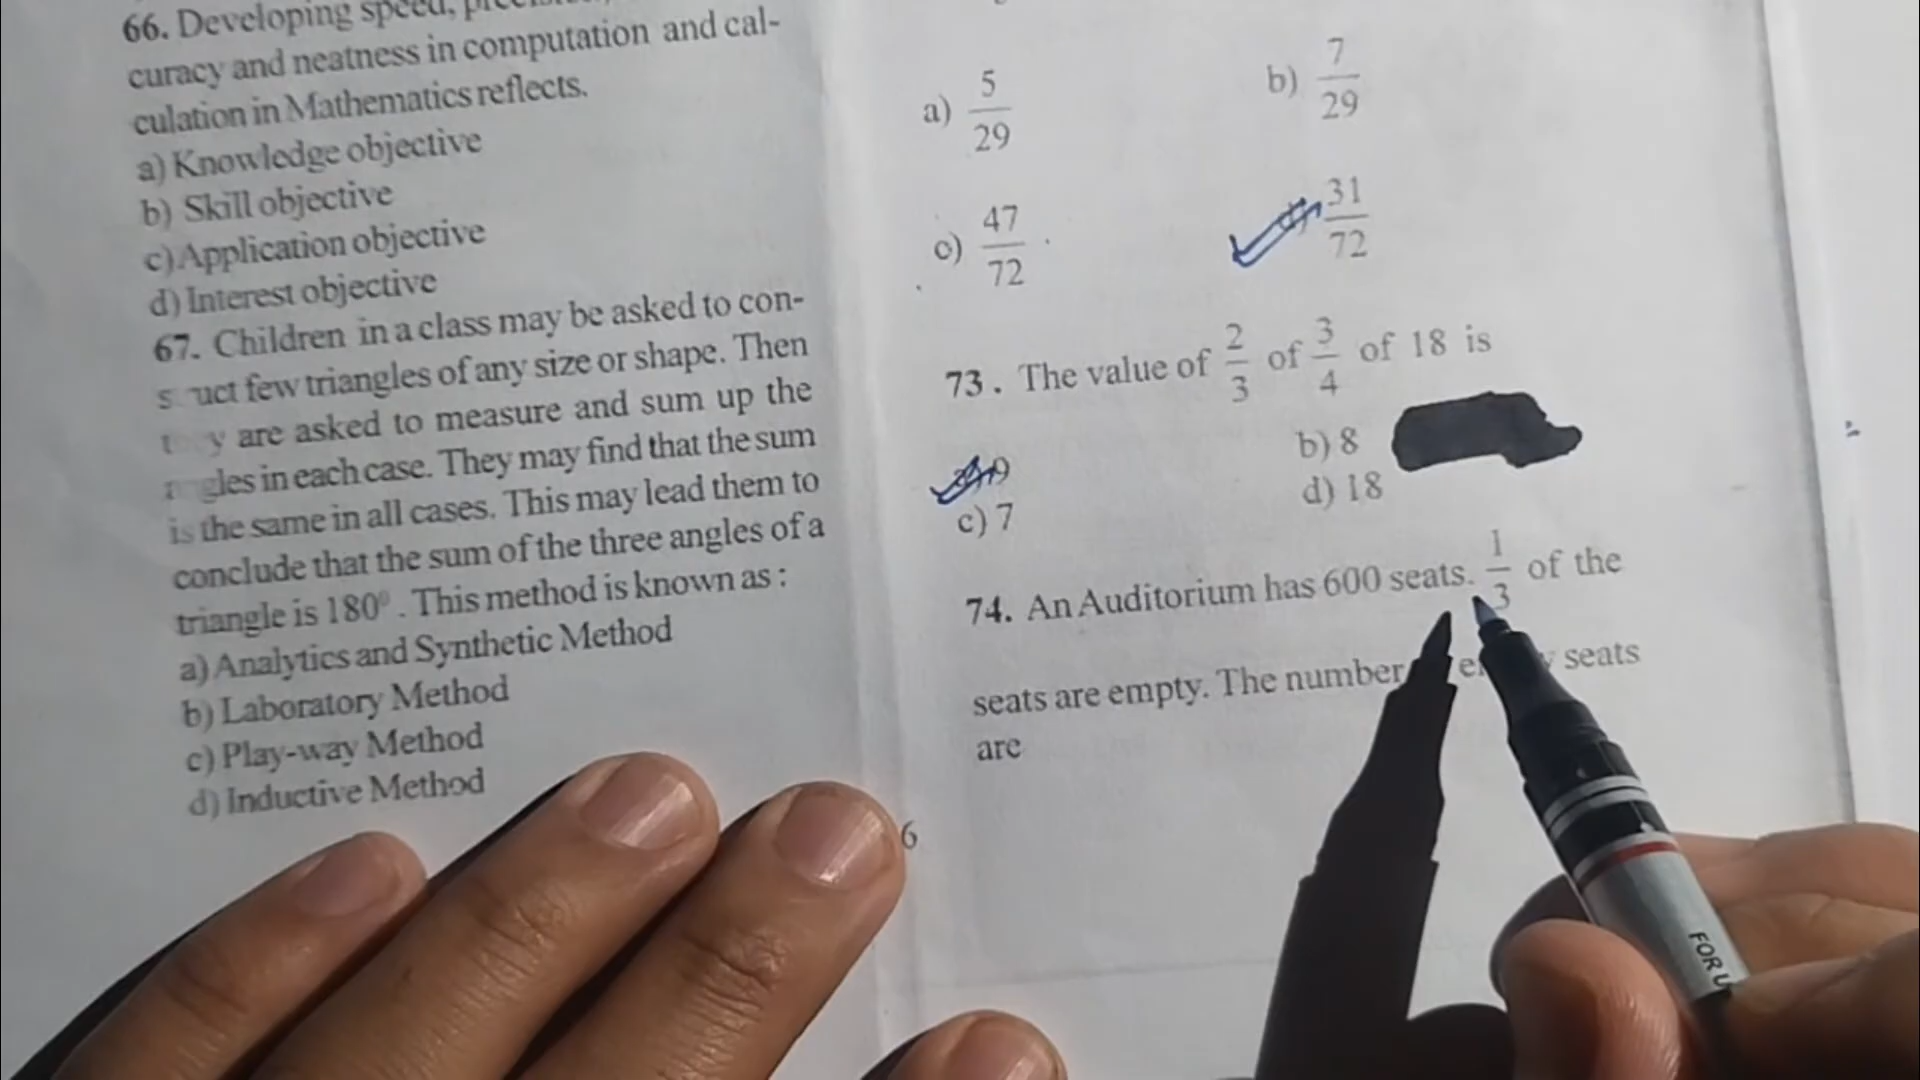 66. Developing speed,
curacy and neatness in computation and cal-
culation in Mathematics reflects.
a) Knowledge objective
b) Skill objective
c) Application objective
d) Interest objective
67. Children in a class may be asked to con-
s uct few triangles of any size or shape. Then
t y are asked to measure and sum up the
gles in each case. They may find that the sum
is the same in all cases. This may lead them to
conclude that the sum of the three angles of a
triangle is 180⁰ . This method is known as :
a) Analytics and Synthetic Method
b) Laboratory Method
c) Play-way Method
d) Inductive Method
6
a) 5/29
b) 7/29
c) 47/72
31/72
73. The value of 2/3 of 3/4 of 18 is
9
b) 8
c) 7
d) 18
74. An Auditorium has 600 seats. 1/3 of the
seats are empty. The number seats
are
FOR U